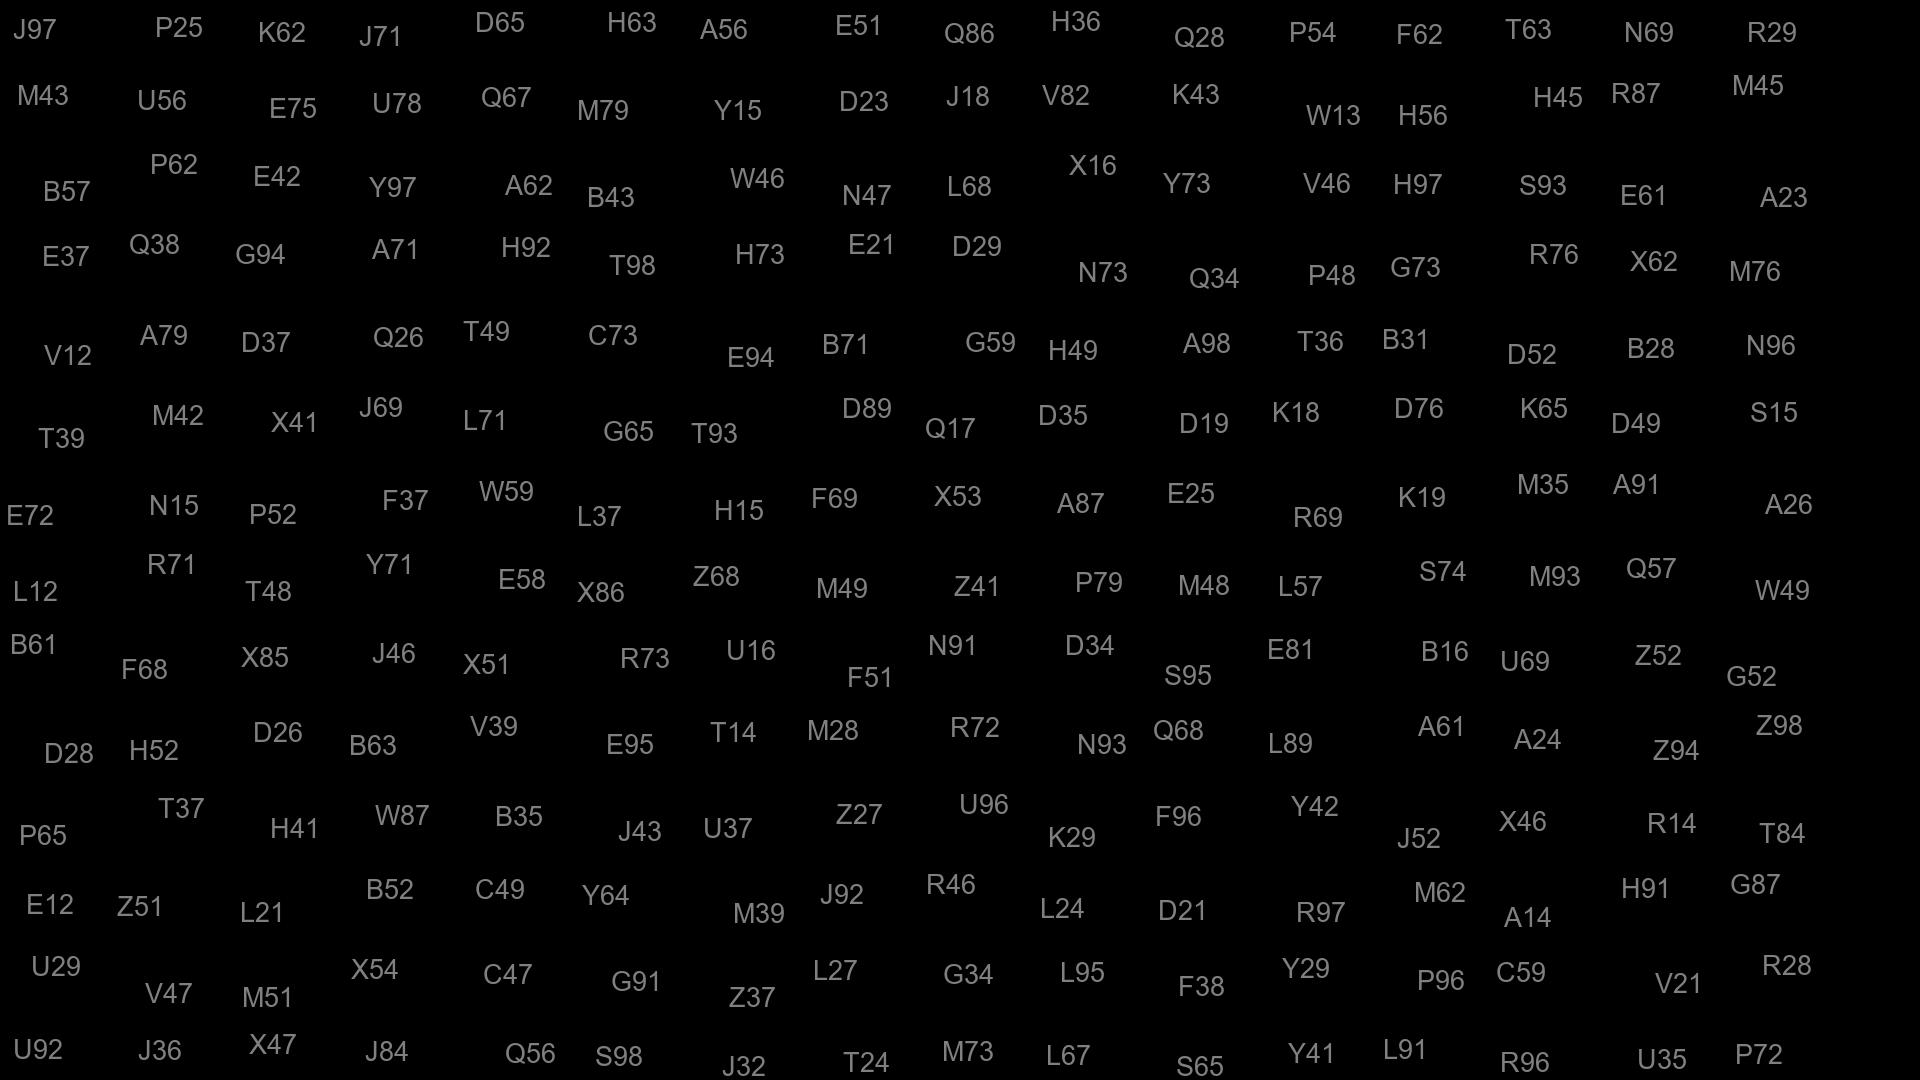 J97 P25 K62 J71 D65 H63 A56 E51 Q86 H36 Q28 P54 F62 T63 N69 R29
M43 U56 E75 U78 Q67 M79 Y15 D23 J18 V82 K43 W13 H56 H45 R87 M45
B57 P62 E42 Y97 A62 B43 W46 N47 L68 X16 Y73 V46 H97 S93 E61 A23
E37 Q38 G94 A71 H92 T98 H73 E21 D29 N73 Q34 P48 G73 R76 X62 M76
V12 A79 D37 Q26 T49 C73 E94 B71 G59 H49 A98 T36 B31 D52 B28 N96
T39 M42 X41 J69 L71 G65 T93 D89 Q17 D35 D19 K18 D76 K65 D49 S15
E72 N15 P52 F37 W59 L37 H15 F69 X53 A87 E25 R69 K19 M35 A91 A26
L12 R71 T48 Y71 E58 X86 Z68 M49 Z41 P79 M48 L57 S74 M93 Q57 W49
B61 F68 X85 J46 X51 R73 U16 F51 N91 D34 S95 E81 B16 U69 Z52 G52
D28 H52 D26 B63 V39 E95 T14 M28 R72 N93 Q68 L89 A61 A24 Z94 Z98
P65 T37 H41 W87 B35 J43 U37 Z27 U96 K29 F96 Y42 J52 X46 R14 T84
E12 Z51 L21 B52 C49 Y64 M39 J92 R46 L24 D21 R97 M62 A14 H91 G87
U29 V47 M51 X54 C47 G91 Z37 L27 G34 L95 F38 Y29 P96 C59 V21 R28
U92 J36 X47 J84 Q56 S98 J32 T24 M73 L67 S65 Y41 L91 R96 U35 P72